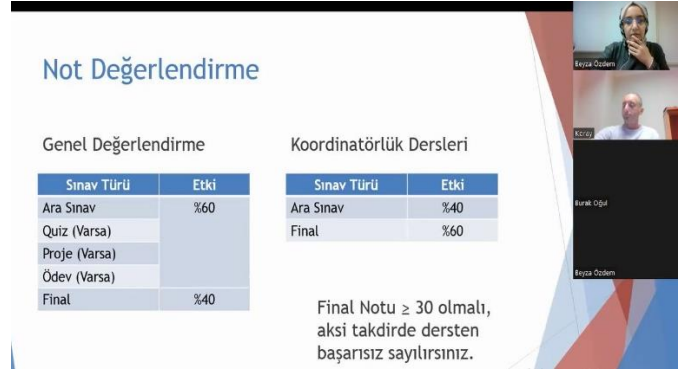 Not Değerlendirme
Genel Değerlendirme
Sınav Türü Etki
Ara Sınav %60
Quiz (Varsa)
Proje (Varsa)
Ödev (Varsa)
Final %40
Koordinatörlük Dersleri
Sınav Türü Etki
Ara Sınav %40
Final %60
Final Notu ≥ 30 olmalı,
aksi takdirde dersten
başarısız sayılırsınız.
Beyza Özdem
Koray
Burak Oğul
Beyza Özdem